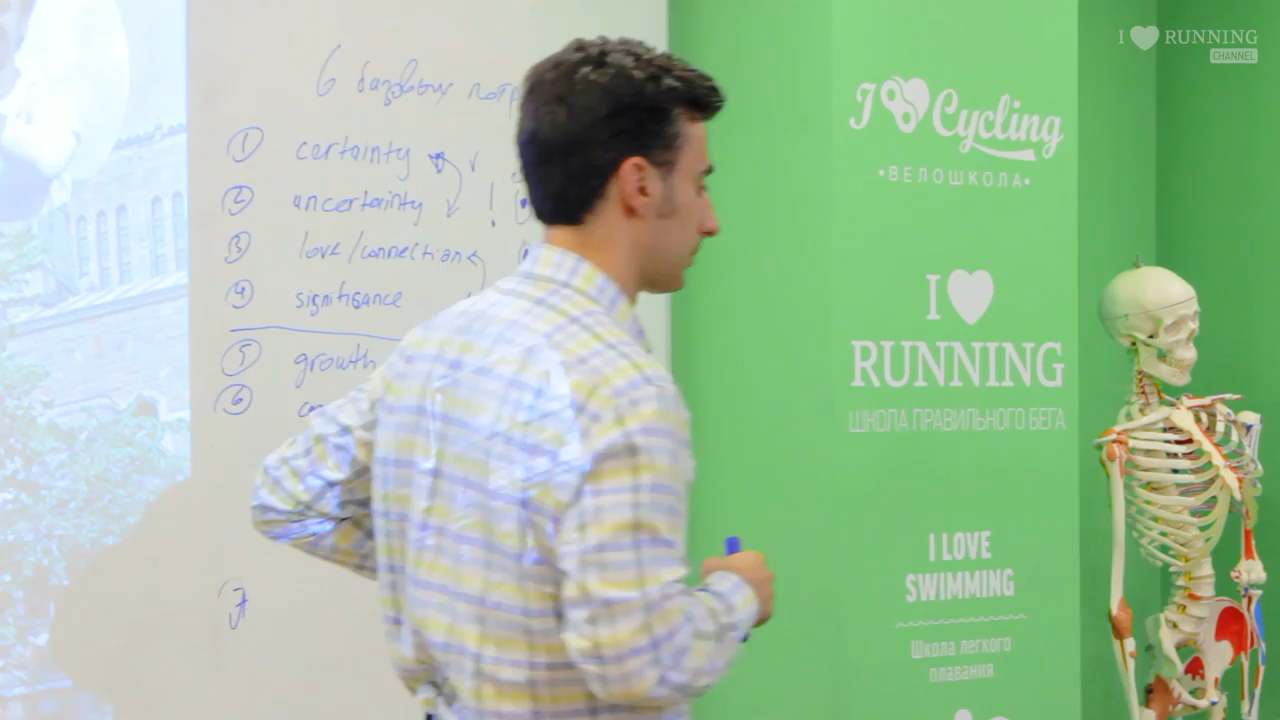 6 базовых потр
① certainty
② uncertainty !
③ love/connection
④ significance
⑤ growth
⑥
I ♥ RUNNING
CHANNEL
I ♥ Cycling
•ВЕЛОШКОЛА•
I ♥
RUNNING
ШКОЛА ПРАВИЛЬНОГО БЕГА
I LOVE
SWIMMING
Школа легкого
плавания